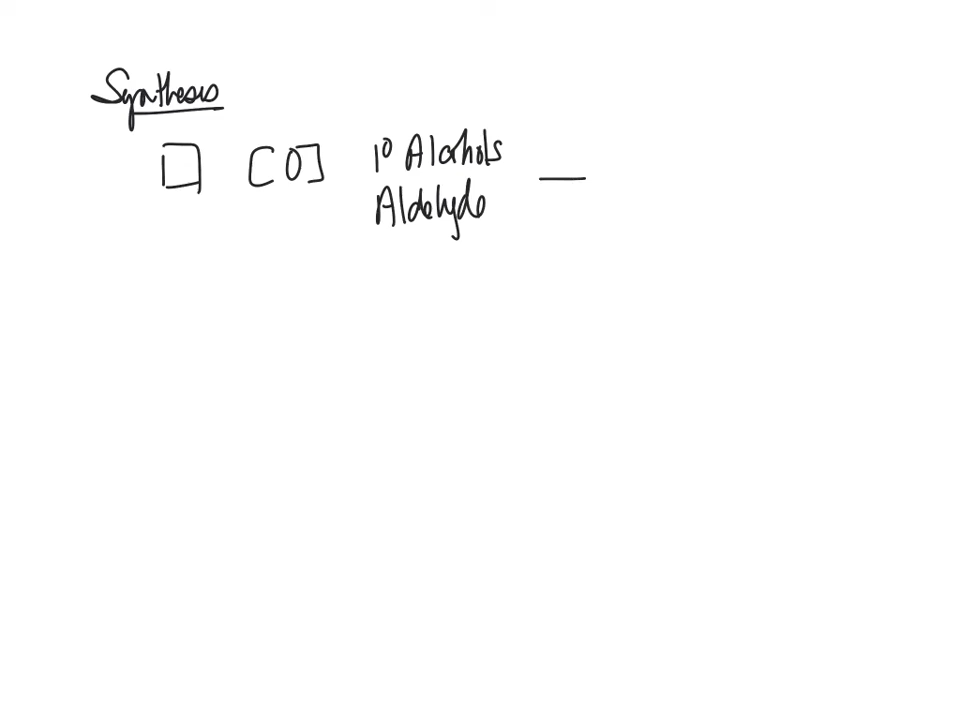 Synthesis
☐ [O] 1° Alcohols —
Aldehyde